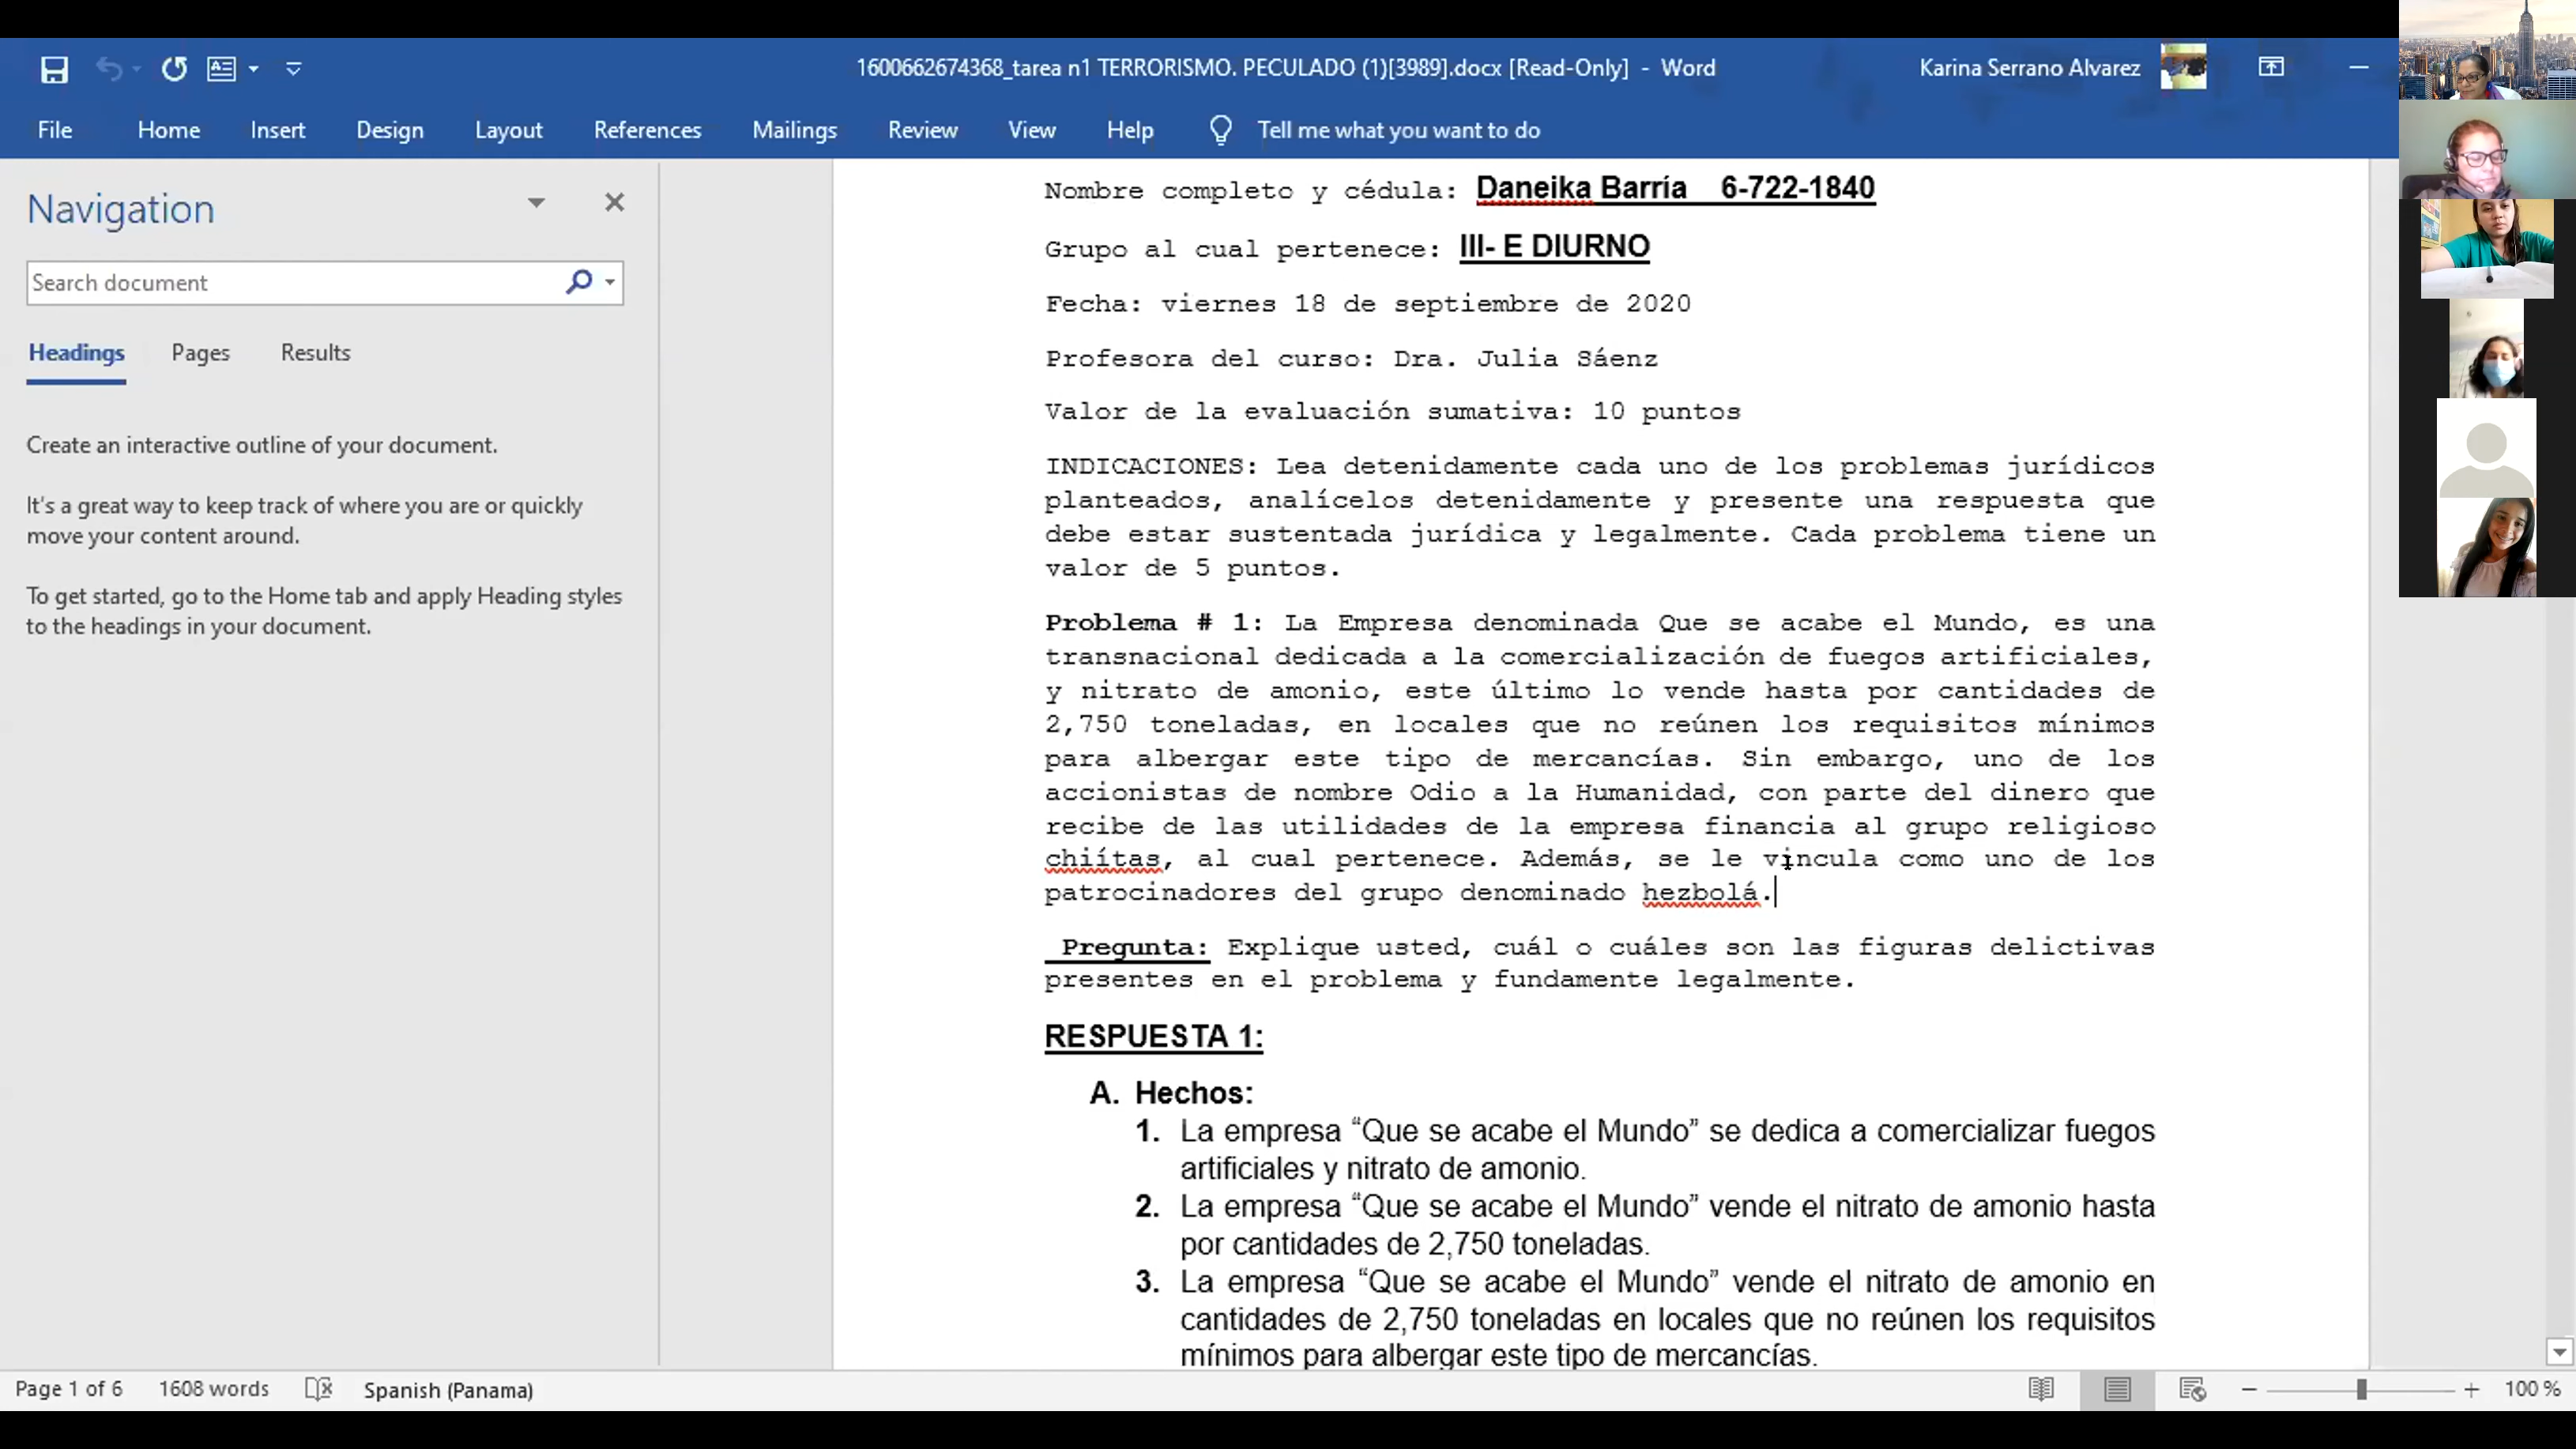 1600662674368_tarea n1 TERRORISMO. PECULADO (1)[3989].docx [Read-Only] - Word
Karina Serrano Alvarez
File Home Insert Design Layout References Mailings Review View Help Tell me what you want to do
Navigation
Search document
Headings Pages Results
Create an interactive outline of your document.
It's a great way to keep track of where you are or quickly
move your content around.
To get started, go to the Home tab and apply Heading styles
to the headings in your document.
Nombre completo y cédula: Daneika Barría 6-722-1840
Grupo al cual pertenece: III- E DIURNO
Fecha: viernes 18 de septiembre de 2020
Profesora del curso: Dra. Julia Sáenz
Valor de la evaluación sumativa: 10 puntos
INDICACIONES: Lea detenidamente cada uno de los problemas jurídicos
planteados, analícelos detenidamente y presente una respuesta que
debe estar sustentada jurídica y legalmente. Cada problema tiene un
valor de 5 puntos.
Problema # 1: La Empresa denominada Que se acabe el Mundo, es una
transnacional dedicada a la comercialización de fuegos artificiales,
y nitrato de amonio, este último lo vende hasta por cantidades de
2,750 toneladas, en locales que no reúnen los requisitos mínimos
para albergar este tipo de mercancías. Sin embargo, uno de los
accionistas de nombre Odio a la Humanidad, con parte del dinero que
recibe de las utilidades de la empresa financia al grupo religioso
chiítas, al cual pertenece. Además, se le vincula como uno de los
patrocinadores del grupo denominado hezbolá.
Pregunta: Explique usted, cuál o cuáles son las figuras delictivas
presentes en el problema y fundamente legalmente.
RESPUESTA 1:
A. Hechos:
1. La empresa “Que se acabe el Mundo” se dedica a comercializar fuegos
artificiales y nitrato de amonio.
2. La empresa “Que se acabe el Mundo” vende el nitrato de amonio hasta
por cantidades de 2,750 toneladas.
3. La empresa “Que se acabe el Mundo” vende el nitrato de amonio en
cantidades de 2,750 toneladas en locales que no reúnen los requisitos
mínimos para albergar este tipo de mercancías.
Page 1 of 6 1608 words Spanish (Panama) 100 %